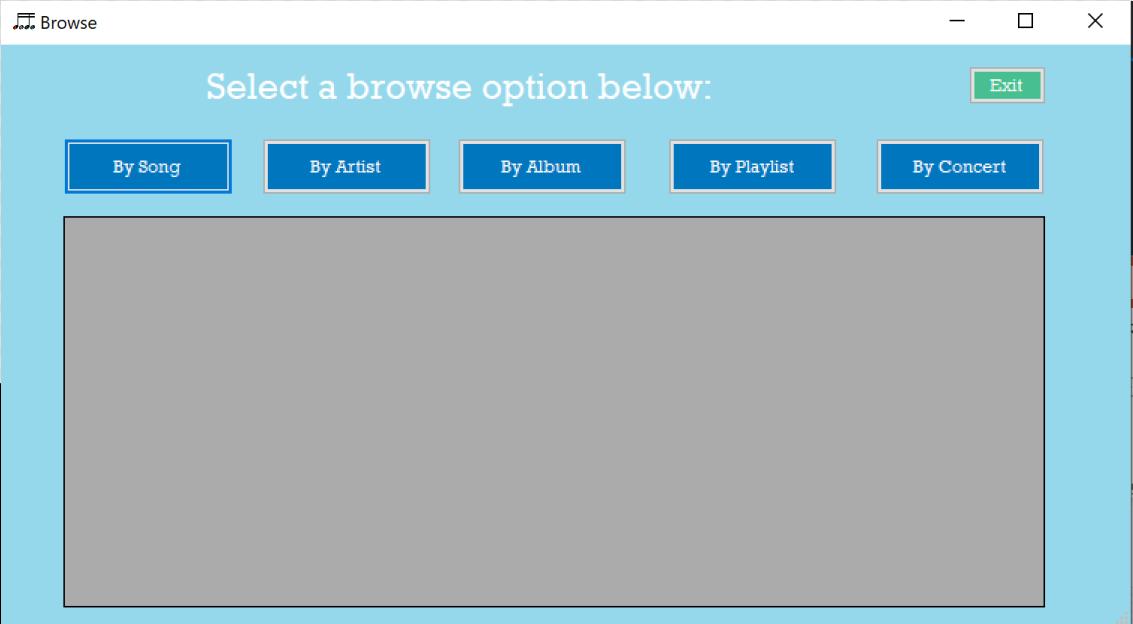 Browse
Select a browse option below:
Exit
By Song
By Artist
By Album
By Playlist
By Concert